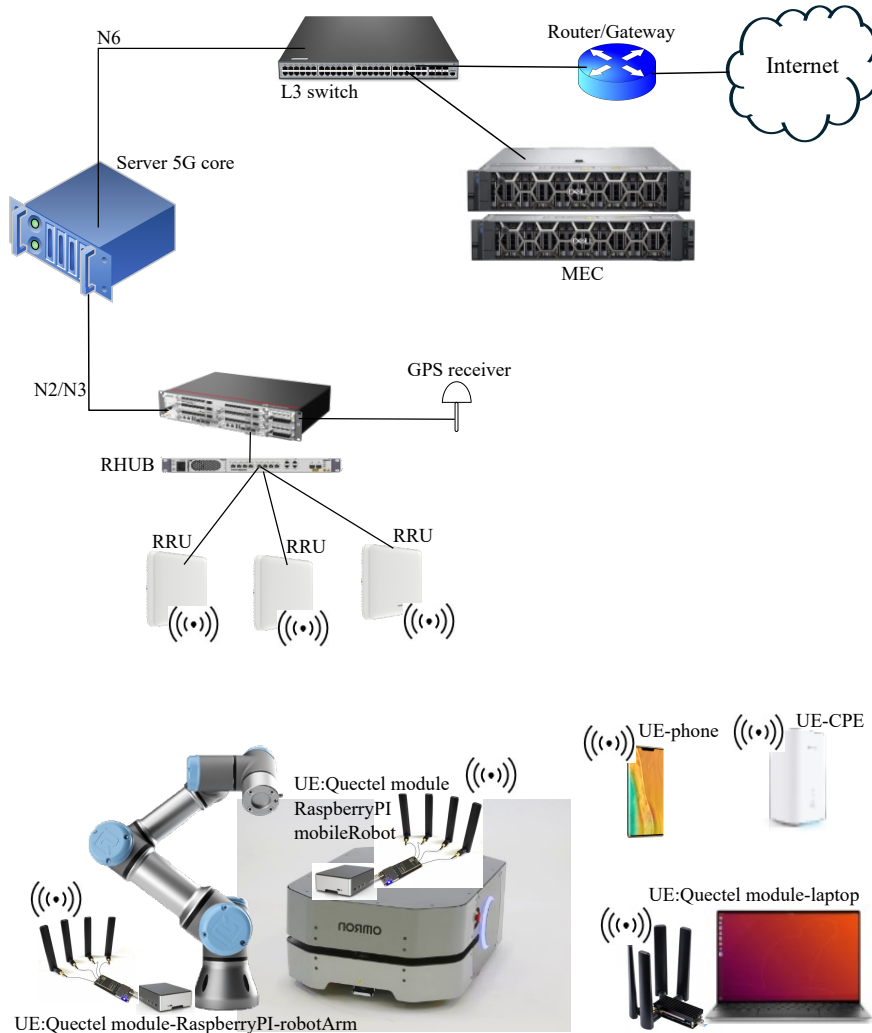 N6
Router/Gateway
Internet
L3 switch
Server 5G core
MEC
GPS receiver
N2/N3
RHUB
RRU
RRU
RRU
UE-phone
UE-CPE
UE:Quectel module
RaspberryPI
mobileRobot
UE:Quectel module-laptop
UE:Quectel module-RaspberryPI-robotArm